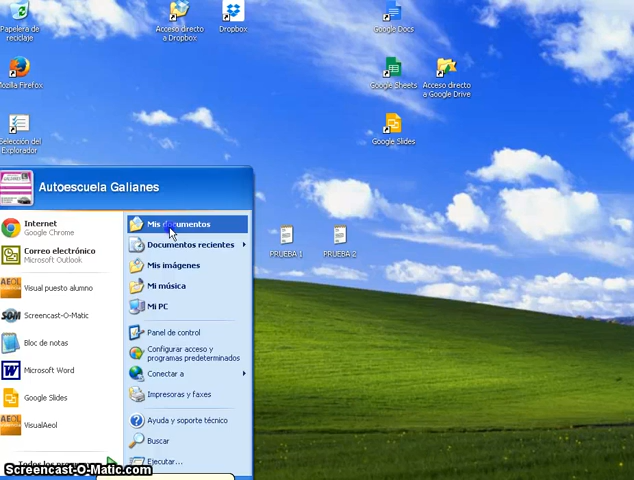 Papelera de
reciclaje
Acceso directo
a Dropbox
Dropbox
Google Docs
Mozilla Firefox
Google Sheets
Acceso directo
a Google Drive
Selección del
Explorador
Google Slides
Autoescuela Galianes
Internet
Google Chrome
Correo electrónico
Microsoft Outlook
Visual puesto alumno
Screencast-O-Matic
Bloc de notas
Microsoft Word
Google Slides
VisualAeol
Mis documentos
Documentos recientes
Mis imágenes
Mi música
Mi PC
Panel de control
Configurar acceso y
programas predeterminados
Conectar a
Impresoras y faxes
Ayuda y soporte técnico
Buscar
Ejecutar...
PRUEBA 1
PRUEBA 2
Screencast-O-Matic.com